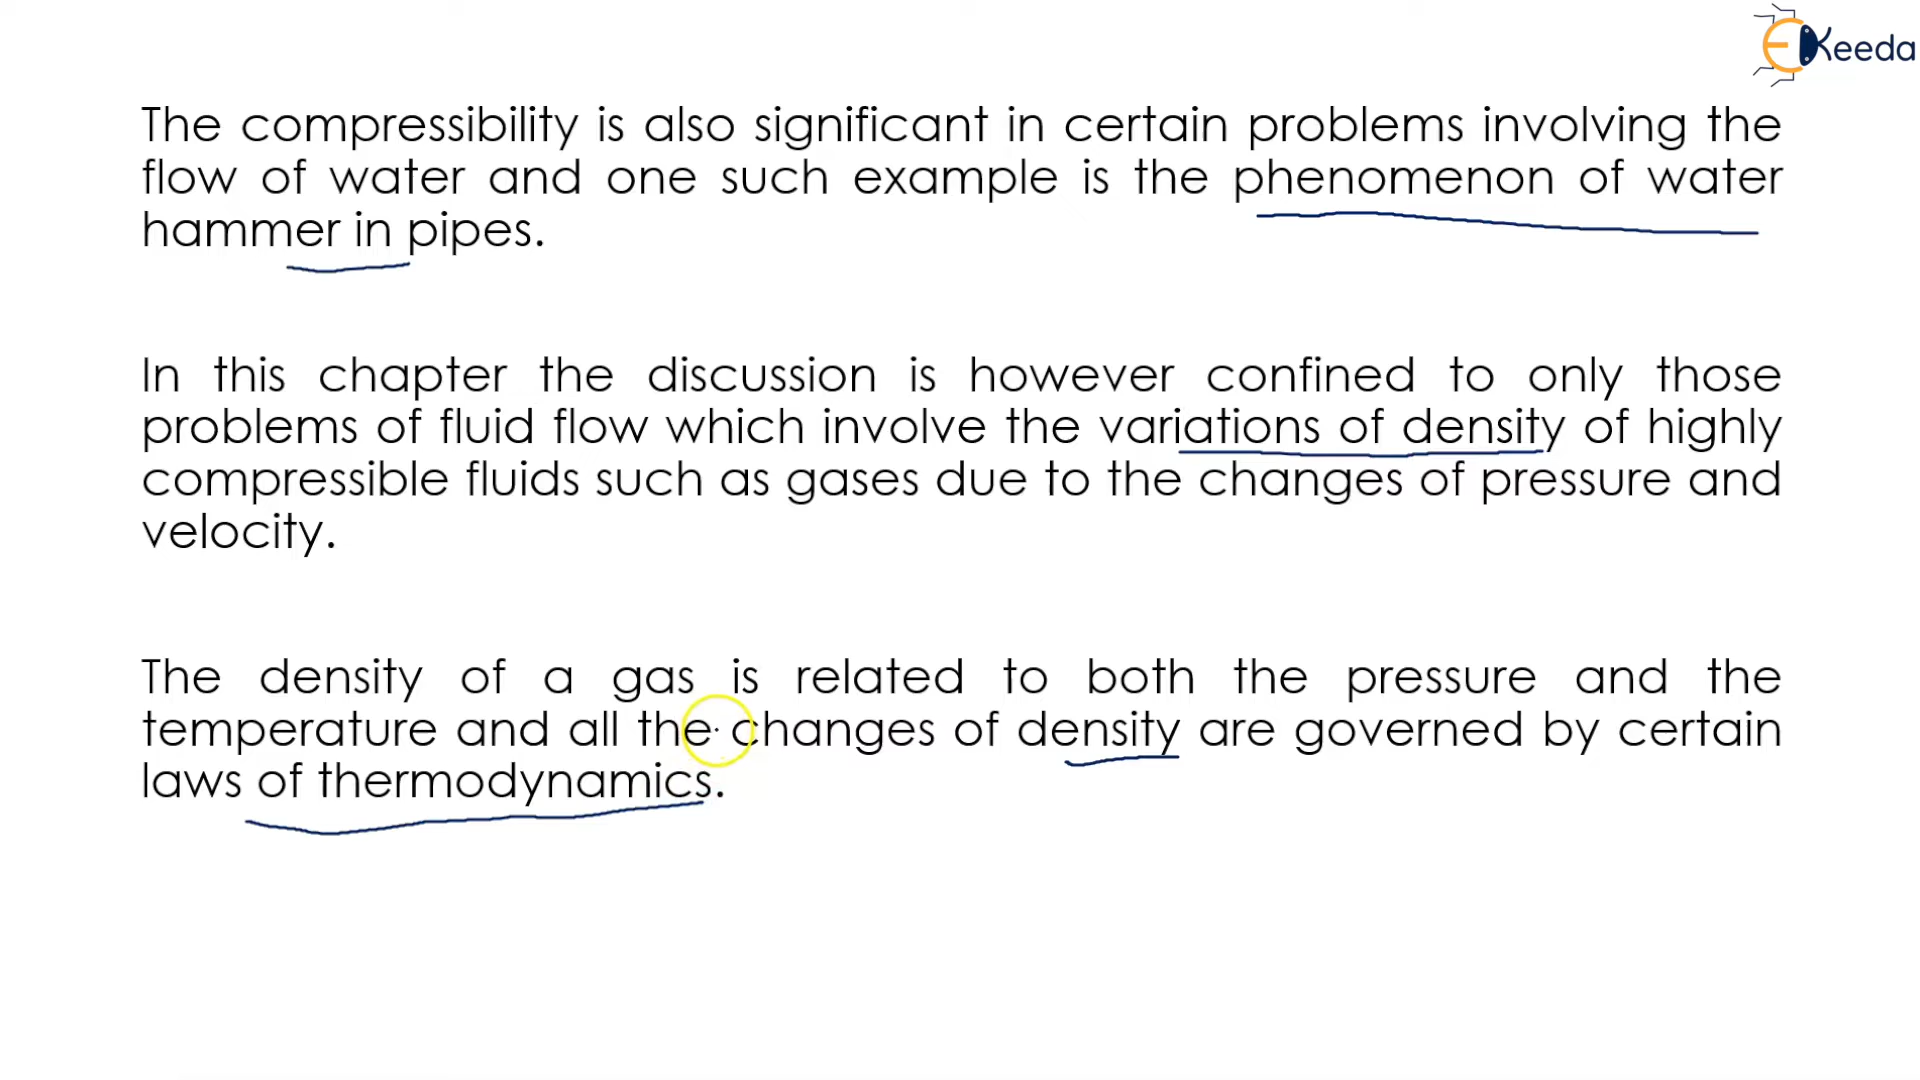 EKeeda
The compressibility is also significant in certain problems involving the
flow of water and one such example is the phenomenon of water
hammer in pipes.
In this chapter the discussion is however confined to only those
problems of fluid flow which involve the variations of density of highly
compressible fluids such as gases due to the changes of pressure and
velocity.
The density of a gas is related to both the pressure and the
temperature and all the changes of density are governed by certain
laws of thermodynamics.